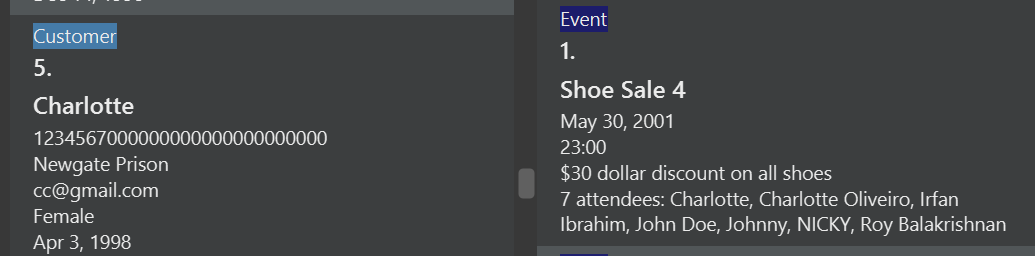 Customer
5.
Charlotte
1234567000000000000000000000
Newgate Prison
cc@gmail.com
Female
Apr 3, 1998
Event
1.
Shoe Sale 4
May 30, 2001
23:00
$30 dollar discount on all shoes
7 attendees: Charlotte, Charlotte Oliveiro, Irfan
Ibrahim, John Doe, Johnny, NICKY, Roy Balakrishnan